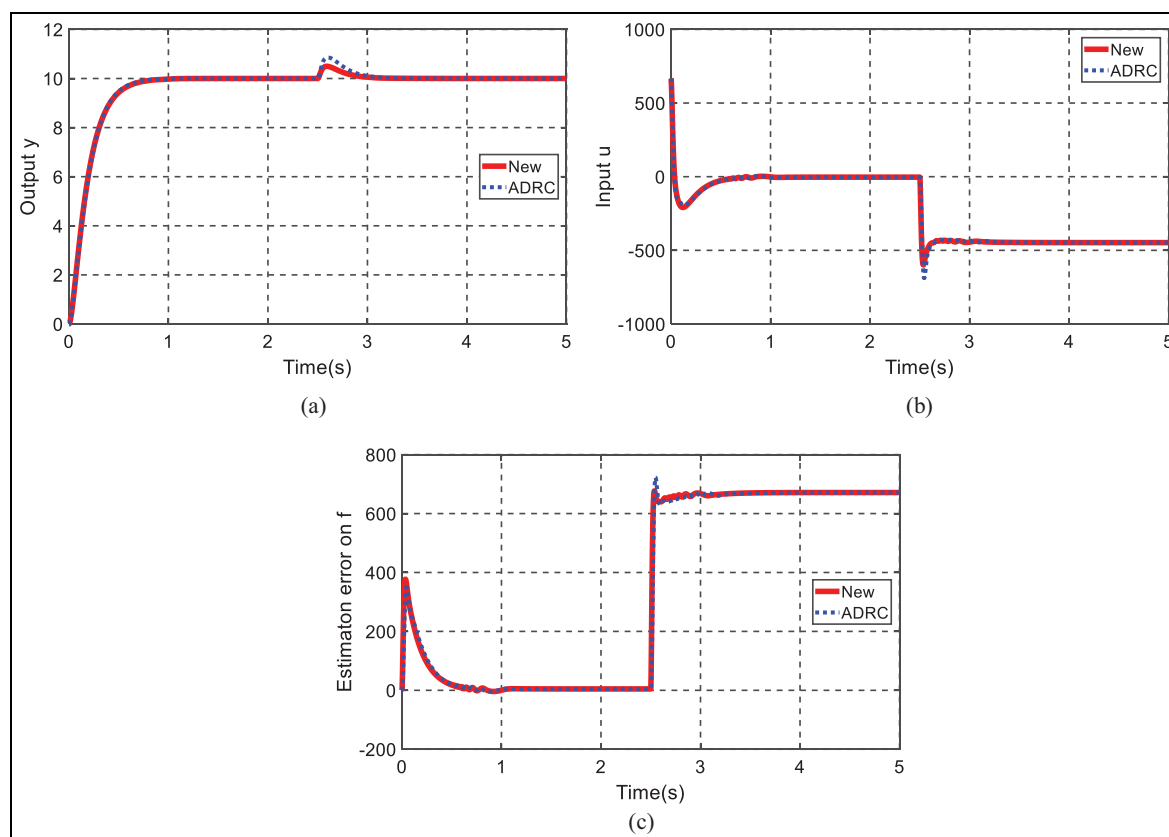 12
10
8
6
4
2
0
Output y
0 1 2 3 4 5
Time(s)
New
ADRC
(a)
1000
500
0
-500
-1000
Input u
0 1 2 3 4 5
Time(s)
New
ADRC
(b)
800
600
400
200
0
-200
Estimaton error on f
0 1 2 3 4 5
Time(s)
New
ADRC
(c)